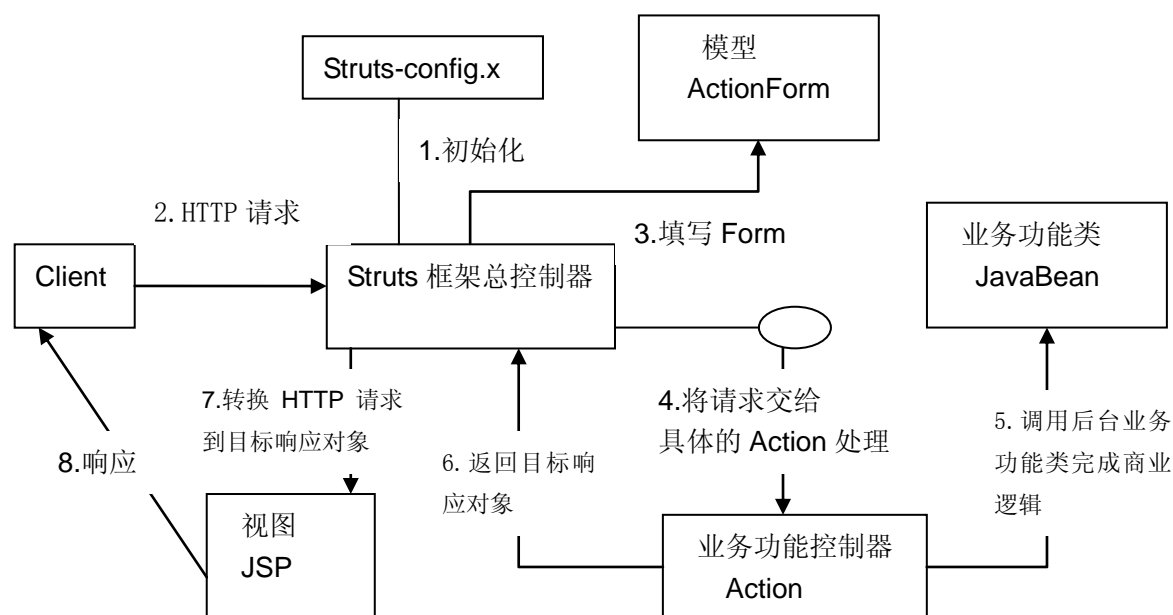 Struts-config.x
模型
ActionForm
1.初始化
2.HTTP 请求
3.填写 Form
业务功能类
JavaBean
Client
Struts 框架总控制器
7.转换 HTTP 请求
到目标响应对象
4.将请求交给
具体的 Action 处理
5.调用后台业务
功能类完成商业
逻辑
8.响应
6.返回目标响
应对象
视图
JSP
业务功能控制器
Action